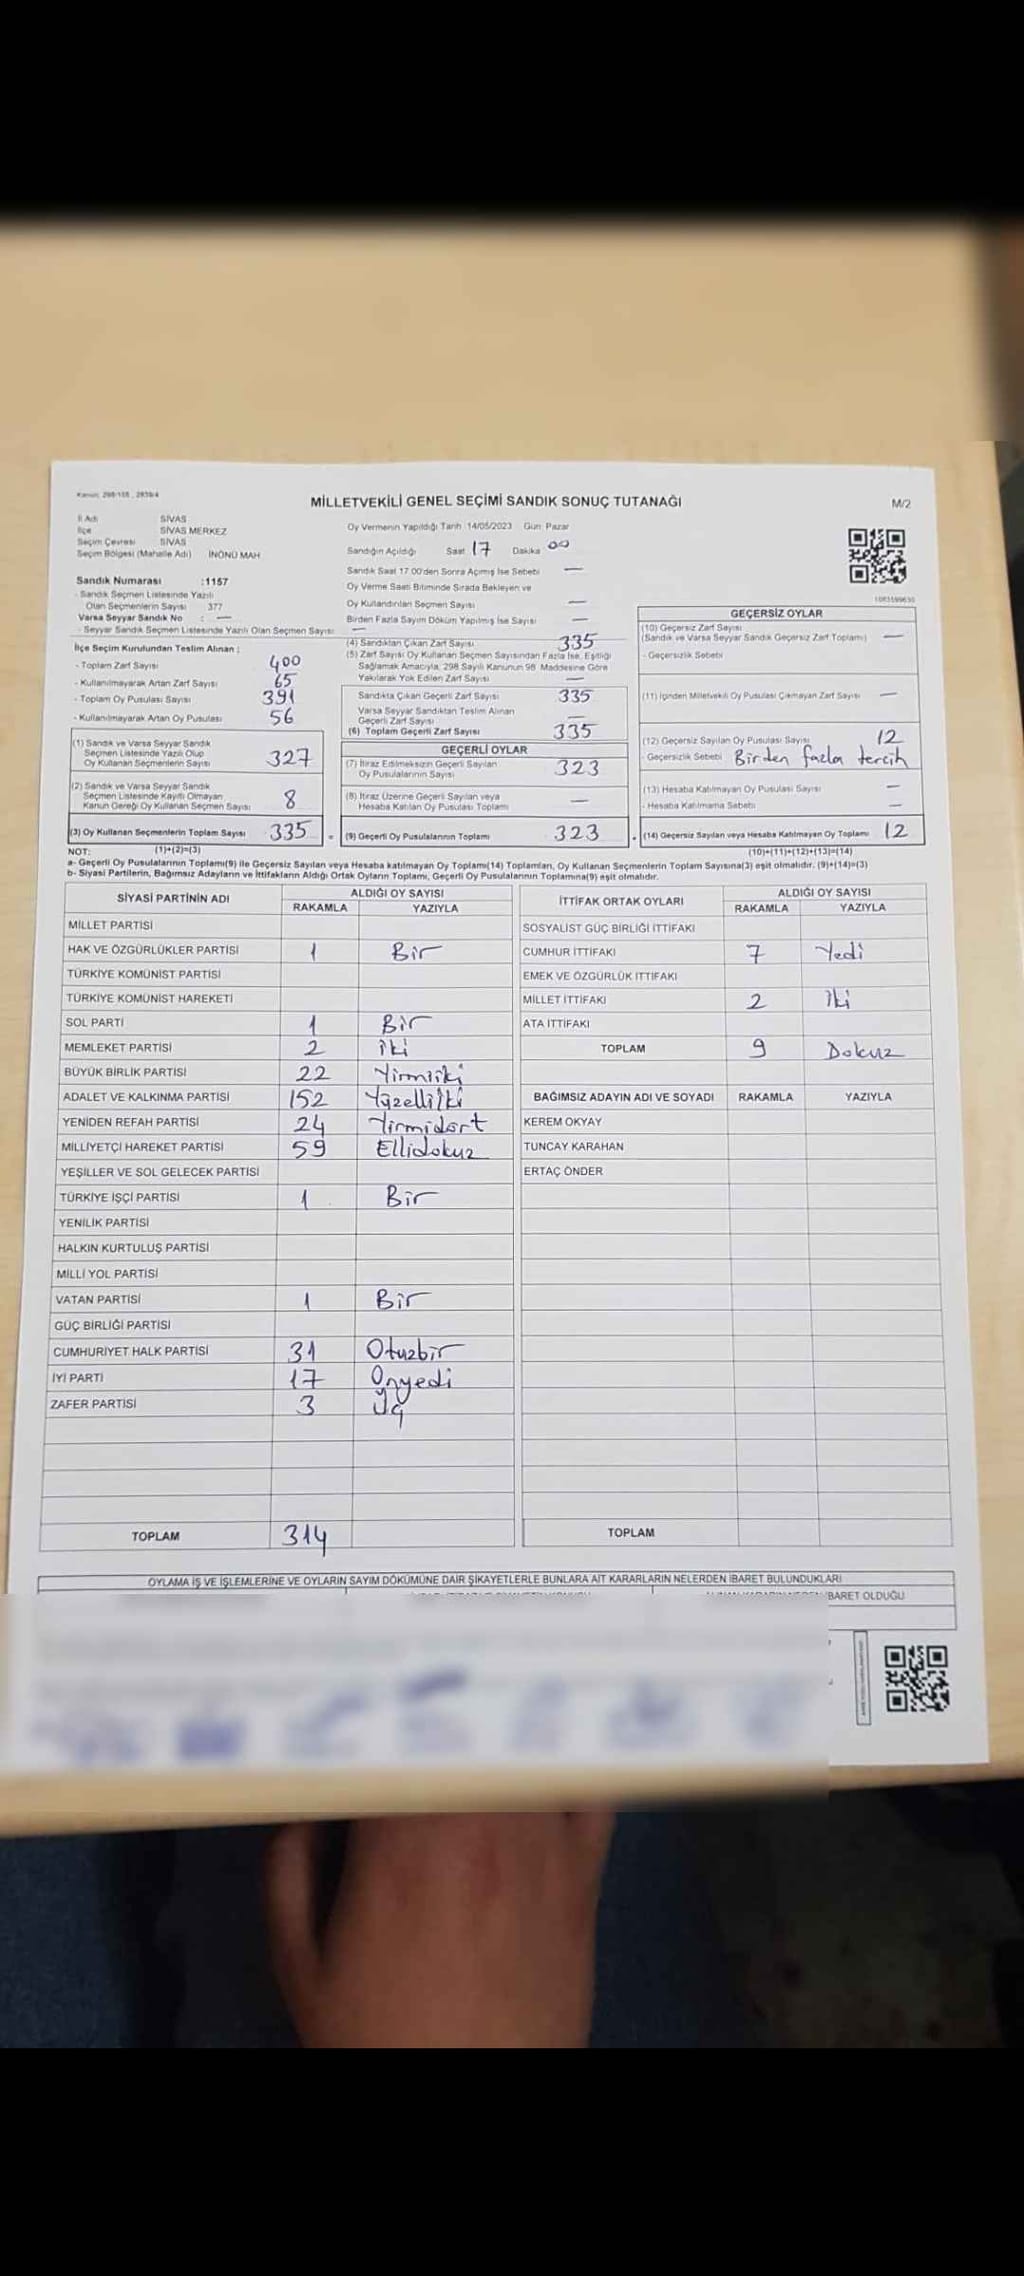 Kanun: 298/105 , 2839/4
MİLLETVEKİLİ GENEL SEÇİMİ SANDIK SONUÇ TUTANAĞI
M/2
İl Adı SİVAS
İlçe SİVAS MERKEZ
Seçim Çevresi SİVAS
Seçim Bölgesi (Mahalle Adı) İNÖNÜ MAH
Sandık Numarası :1157
- Sandık Seçmen Listesinde Yazılı
Olan Seçmenlerin Sayısı 377
Varsa Seyyar Sandık No : —
- Seyyar Sandık Seçmen Listesinde Yazılı Olan Seçmen Sayısı —
İlçe Seçim Kurulundan Teslim Alınan ;
- Toplam Zarf Sayısı 400
- Kullanılmayarak Artan Zarf Sayısı 65
- Toplam Oy Pusulası Sayısı 391
- Kullanılmayarak Artan Oy Pusulası 56
(1) Sandık ve Varsa Seyyar Sandık
Seçmen Listesinde Yazılı Olup
Oy Kullanan Seçmenlerin Sayısı 327
(2) Sandık ve Varsa Seyyar Sandık
Seçmen Listesinde Kayıtlı Olmayan
Kanun Gereği Oy Kullanan Seçmen Sayısı 8
(3) Oy Kullanan Seçmenlerin Toplam Sayısı 335
Oy Vermenin Yapıldığı Tarih 14/05/2023 Gün: Pazar
Sandığın Açıldığı Saat 17 Dakika 00
Sandık Saat 17.00'den Sonra Açılmış İse Sebebi —
Oy Verme Saati Bitiminde Sırada Bekleyen ve
Oy Kullandırılan Seçmen Sayısı —
Birden Fazla Sayım Döküm Yapılmış İse Sayısı —
(4) Sandıktan Çıkan Zarf Sayısı 335
(5) Zarf Sayısı Oy Kullanan Seçmen Sayısından Fazla İse, Eşitliği
Sağlamak Amacıyla, 298 Sayılı Kanunun 98. Maddesine Göre
Yakılarak Yok Edilen Zarf Sayısı —
Sandıkta Çıkan Geçerli Zarf Sayısı 335
Varsa Seyyar Sandıktan Teslim Alınan
Geçerli Zarf Sayısı —
(6) Toplam Geçerli Zarf Sayısı 335
GEÇERLİ OYLAR
(7) İtiraz Edilmeksizin Geçerli Sayılan
Oy Pusulalarının Sayısı 323
(8) İtiraz Üzerine Geçerli Sayılan veya
Hesaba Katılan Oy Pusulası Toplamı —
= (9) Geçerli Oy Pusulalarının Toplamı 323
1083599630
GEÇERSİZ OYLAR
(10) Geçersiz Zarf Sayısı
(Sandık ve Varsa Seyyar Sandık Geçersiz Zarf Toplamı) —
- Geçersizlik Sebebi
(11) İçinden Milletvekili Oy Pusulası Çıkmayan Zarf Sayısı —
(12) Geçersiz Sayılan Oy Pusulası Sayısı 12
- Geçersizlik Sebebi Birden fazla tercih
(13) Hesaba Katılmayan Oy Pusulası Sayısı —
- Hesaba Katılmama Sebebi —
+ (14) Geçersiz Sayılan veya Hesaba Katılmayan Oy Toplamı 12
NOT: (1)+(2)=(3) (10)+(11)+(12)+(13)=(14)
a- Geçerli Oy Pusulalarının Toplamı(9) ile Geçersiz Sayılan veya Hesaba katılmayan Oy Toplamı(14) Toplamları, Oy Kullanan Seçmenlerin Toplam Sayısına(3) eşit olmalıdır. (9)+(14)=(3)
b- Siyasi Partilerin, Bağımsız Adayların ve İttifakların Aldığı Ortak Oyların Toplamı, Geçerli Oy Pusulalarının Toplamına(9) eşit olmalıdır.
SİYASİ PARTİNİN ADI ALDIĞI OY SAYISI
RAKAMLA YAZIYLA
MİLLET PARTİSİ
HAK VE ÖZGÜRLÜKLER PARTİSİ 1 Bir
TÜRKİYE KOMÜNİST PARTİSİ
TÜRKİYE KOMÜNİST HAREKETİ
SOL PARTİ 1 Bir
MEMLEKET PARTİSİ 2 İki
BÜYÜK BİRLİK PARTİSİ 22 Yirmiiki
ADALET VE KALKINMA PARTİSİ 152 Yüzelliİki
YENİDEN REFAH PARTİSİ 24 Yirmidört
MİLLİYETÇİ HAREKET PARTİSİ 59 Ellidokuz
YEŞİLLER VE SOL GELECEK PARTİSİ
TÜRKİYE İŞÇİ PARTİSİ 1 Bir
YENİLİK PARTİSİ
HALKIN KURTULUŞ PARTİSİ
MİLLİ YOL PARTİSİ
VATAN PARTİSİ 1 Bir
GÜÇ BİRLİĞİ PARTİSİ
CUMHURİYET HALK PARTİSİ 31 Otuzbir
İYİ PARTİ 17 Onyedi
ZAFER PARTİSİ 3 Üç
TOPLAM 314
İTTİFAK ORTAK OYLARI ALDIĞI OY SAYISI
RAKAMLA YAZIYLA
SOSYALİST GÜÇ BİRLİĞİ İTTİFAKI
CUMHUR İTTİFAKI 7 Yedi
EMEK VE ÖZGÜRLÜK İTTİFAKI
MİLLET İTTİFAKI 2 İki
ATA İTTİFAKI
TOPLAM 9 Dokuz
BAĞIMSIZ ADAYIN ADI VE SOYADI RAKAMLA YAZIYLA
KEREM OKYAY
TUNCAY KARAHAN
ERTAÇ ÖNDER
TOPLAM
OYLAMA İŞ VE İŞLEMLERİNE VE OYLARIN SAYIM DÖKÜMÜNE DAİR ŞİKAYETLERLE BUNLARA AİT KARARLARIN NELERDEN İBARET BULUNDUKLARI
İBARET OLDUĞU